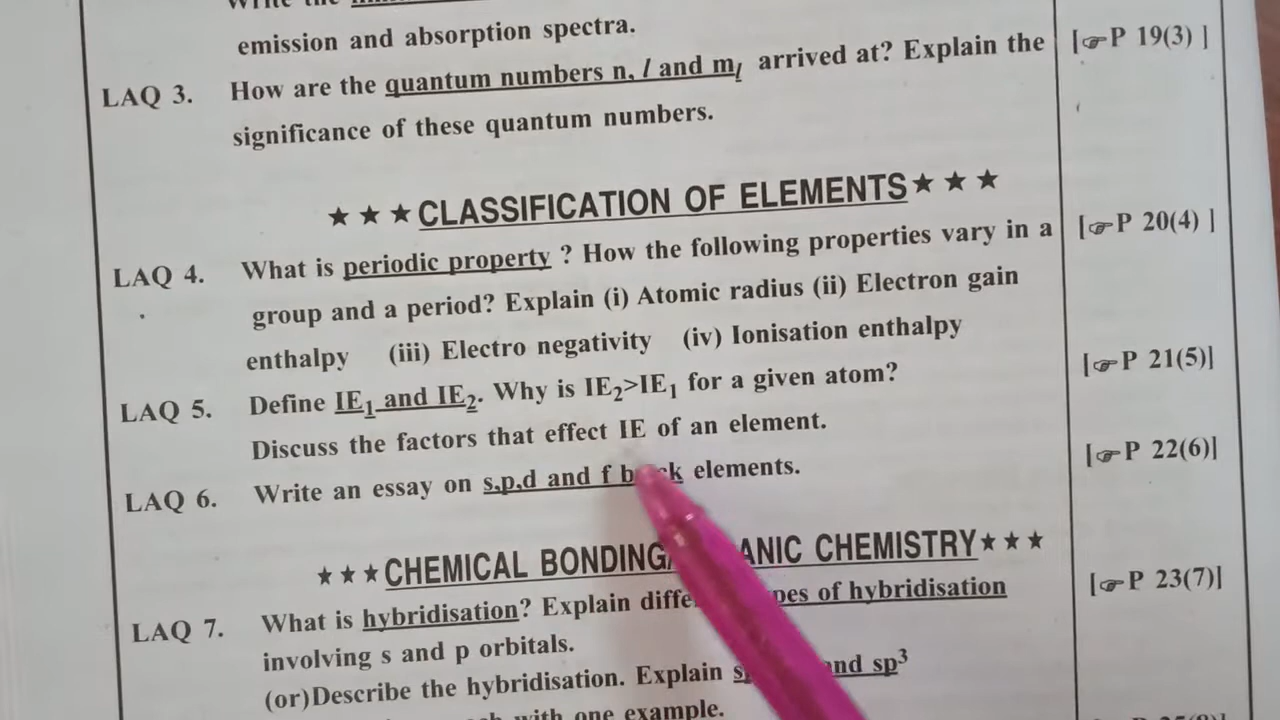 emission and absorption spectra.
LAQ 3. How are the quantum numbers n, l and mₗ arrived at? Explain the [☞P 19(3) ]
significance of these quantum numbers.
★ ★ ★ CLASSIFICATION OF ELEMENTS ★ ★ ★
LAQ 4. What is periodic property ? How the following properties vary in a [☞P 20(4) ]
group and a period? Explain (i) Atomic radius (ii) Electron gain
enthalpy (iii) Electro negativity (iv) Ionisation enthalpy
LAQ 5. Define IE₁ and IE₂. Why is IE₂>IE₁ for a given atom? [☞P 21(5)]
Discuss the factors that effect IE of an element.
LAQ 6. Write an essay on s,p,d and f elements. [☞P 22(6)]
★ ★ ★ CHEMICAL BONDING CHEMISTRY ★ ★ ★
LAQ 7. What is hybridisation? Explain of hybridisation [☞P 23(7)]
involving s and p orbitals.
(or)Describe the hybridisation. Explain and sp³
with one example.